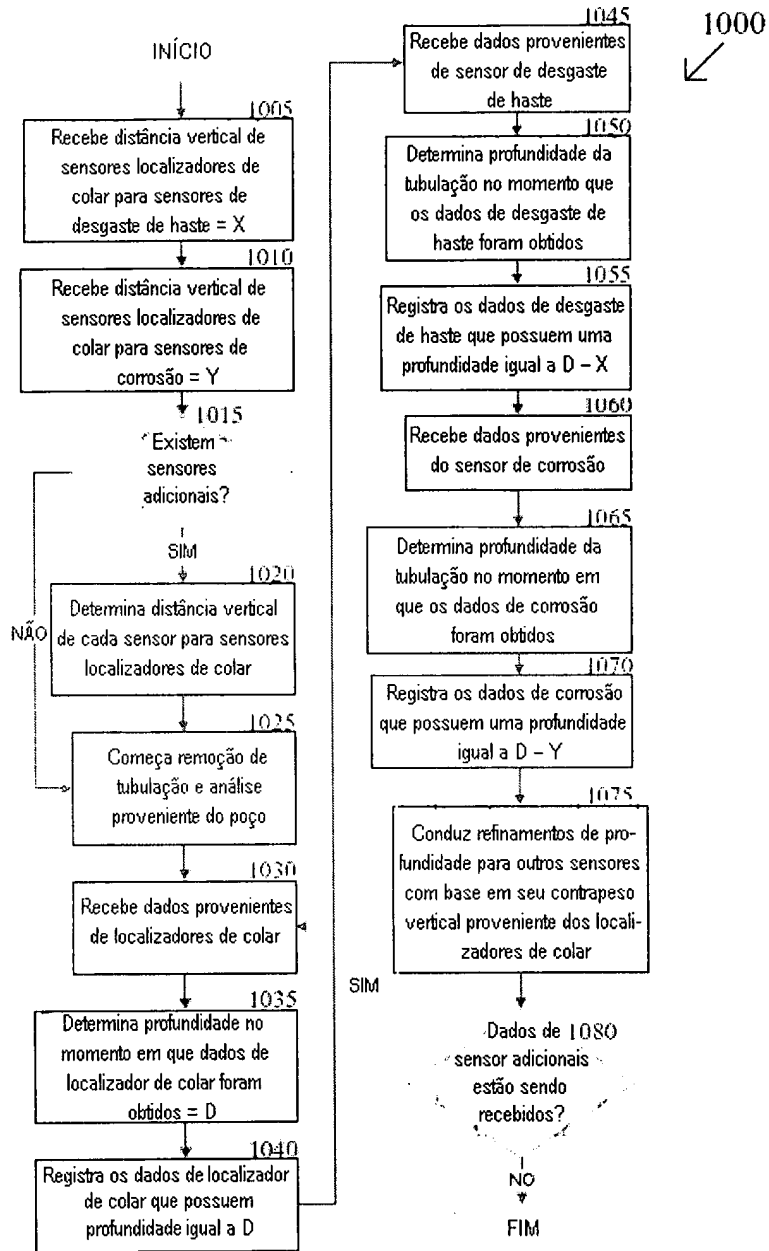 1000
INÍCIO
1005
Recebe distância vertical de
sensores localizadores de
colar para sensores de
desgaste de haste = X
1010
Recebe distância vertical de
sensores localizadores de
colar para sensores de
corrosão = Y
1015
Existem
sensores
adicionais?
SIM
NÃO
1020
Determina distância vertical
de cada sensor para sensores
localizadores de colar
1025
Começa remoção de
tubulação e análise
proveniente do poço
1030
Recebe dados provenientes
de localizadores de colar
1035
Determina profundidade no
momento em que dados de
localizador de colar foram
obtidos = D
1040
Registra os dados de localizador
de colar que possuem
profundidade igual a D
1045
Recebe dados provenientes
de sensor de desgaste
de haste
1050
Determina profundidade da
tubulação no momento que
os dados de desgaste de
haste foram obtidos
1055
Registra os dados de desgaste
de haste que possuem uma
profundidade igual a D – X
1060
Recebe dados provenientes
do sensor de corrosão
1065
Determina profundidade da
tubulação no momento em
que os dados de corrosão
foram obtidos
1070
Registra os dados de corrosão
que possuem uma profundidade
igual a D – Y
1075
Conduz refinamentos de pro-
fundidade para outros sensores
com base em seu contrapeso
vertical proveniente dos locali-
zadores de colar
SIM
Dados de 1080
sensor adicionais
estão sendo
recebidos?
NO
FIM